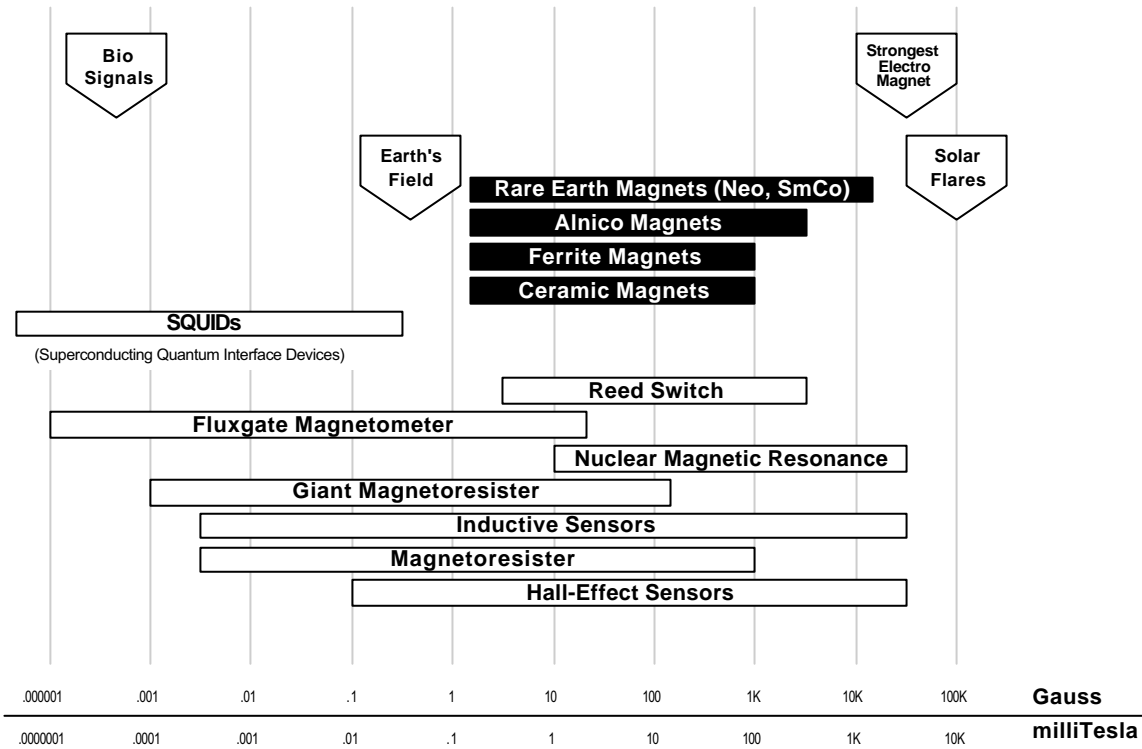 Bio
Signals
Strongest
Electro
Magnet
Earth's
Field
Solar
Flares
Rare Earth Magnets (Neo, SmCo)
Alnico Magnets
Ferrite Magnets
Ceramic Magnets
SQUIDs
(Superconducting Quantum Interface Devices)
Reed Switch
Fluxgate Magnetometer
Nuclear Magnetic Resonance
Giant Magnetoresister
Inductive Sensors
Magnetoresister
Hall-Effect Sensors
.000001 .001 .01 .1 1 10 100 1K 10K 100K Gauss
.0000001 .0001 .001 .01 .1 1 10 100 1K 10K milliTesla